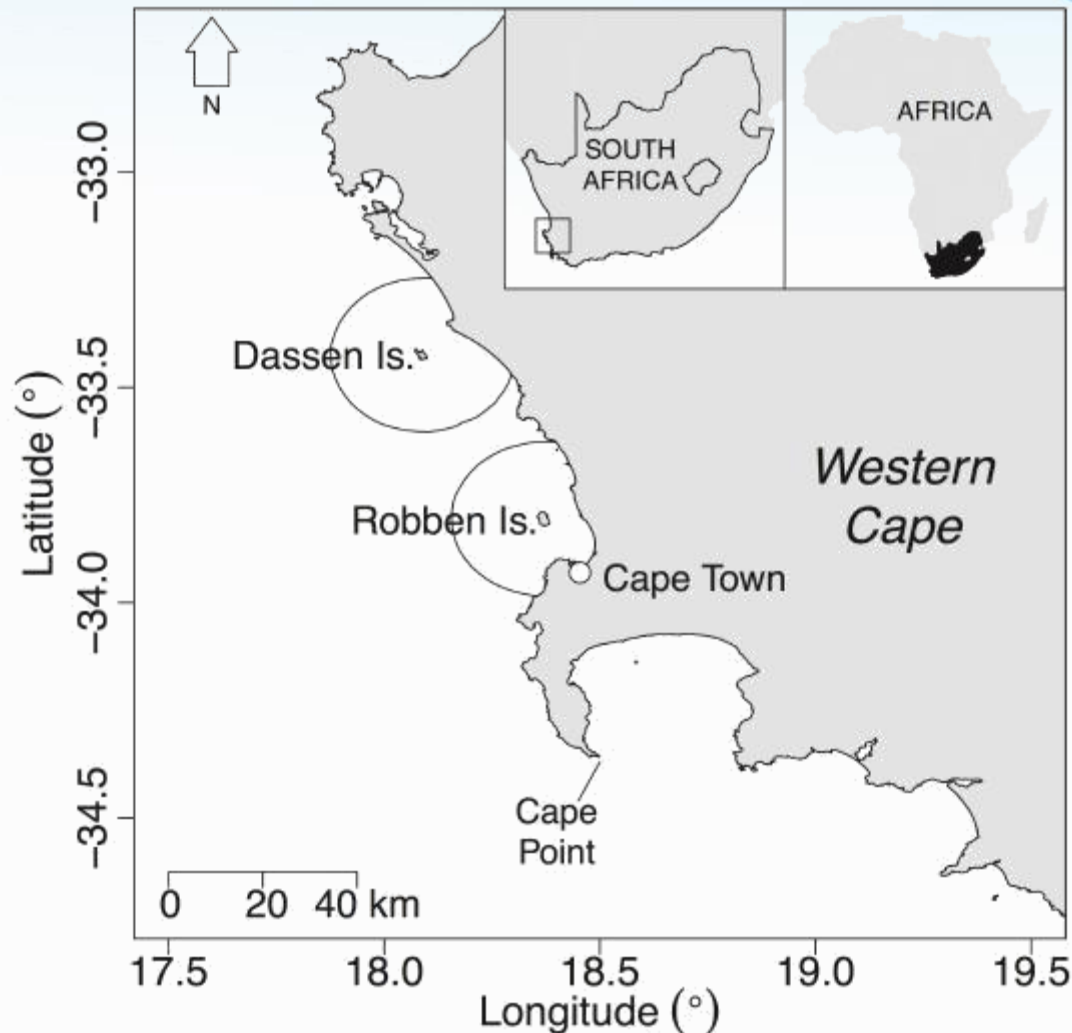 N
SOUTH
AFRICA
AFRICA
Dassen Is.
Robben Is.
Cape Town
Western
Cape
Cape
Point
0 20 40 km
Latitude (°)
−33.0
−33.5
−34.0
−34.5
17.5 18.0 18.5 19.0 19.5
Longitude (°)